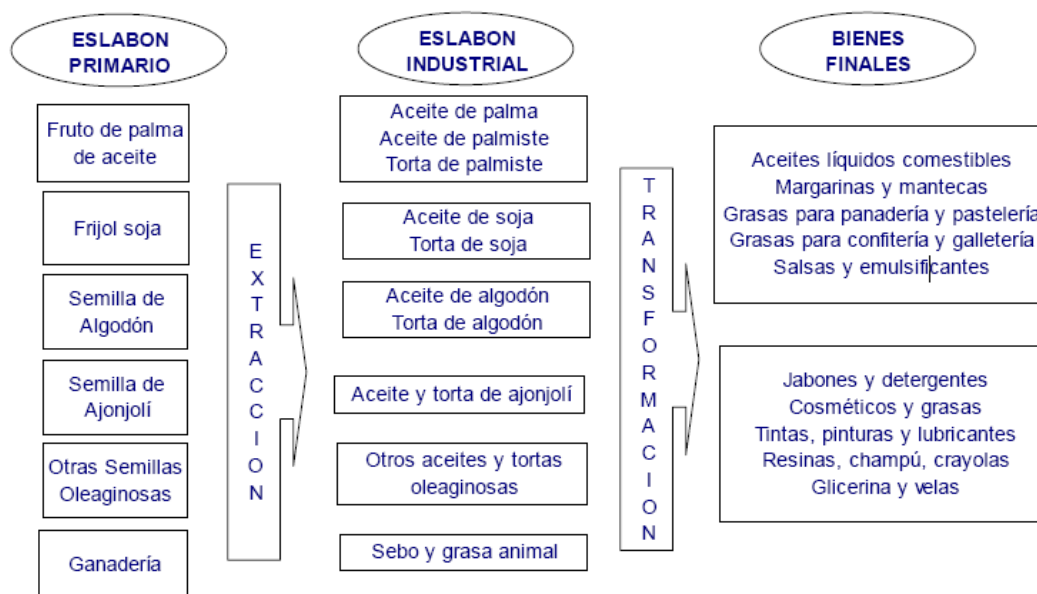 ESLABON
PRIMARIO
Fruto de palma
de aceite
Frijol soja
Semilla de
Algodón
Semilla de
Ajonjolí
Otras Semillas
Oleaginosas
Ganadería
EXTRACCION
ESLABON
INDUSTRIAL
Aceite de palma
Aceite de palmiste
Torta de palmiste
Aceite de soja
Torta de soja
Aceite de algodón
Torta de algodón
Aceite y torta de ajonjolí
Otros aceites y tortas
oleaginosas
Sebo y grasa animal
TRANSFORMACION
BIENES
FINALES
Aceites líquidos comestibles
Margarinas y mantecas
Grasas para panadería y pastelería
Grasas para confitería y galletería
Salsas y emulsificantes
Jabones y detergentes
Cosméticos y grasas
Tintas, pinturas y lubricantes
Resinas, champú, crayolas
Glicerina y velas